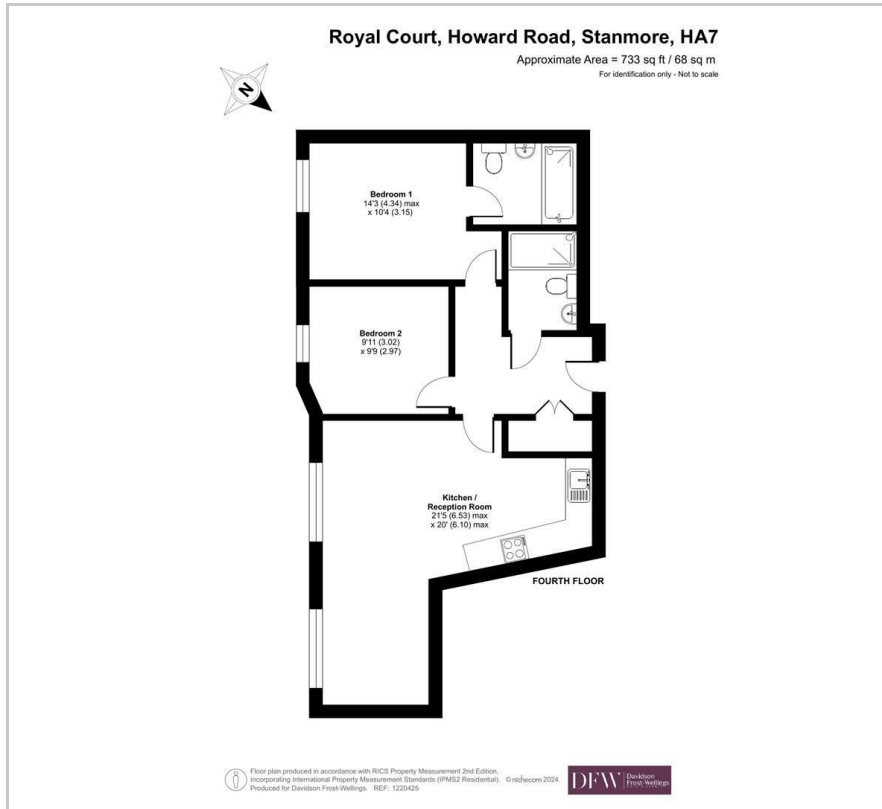 Royal Court, Howard Road, Stanmore, HA7
Approximate Area = 733 sq ft / 68 sq m
For identification only - Not to scale
N
Bedroom 1
14'3 (4.34) max
x 10'4 (3.15)
Bedroom 2
9'11 (3.02)
x 9'9 (2.97)
Kitchen /
Reception Room
21'5 (6.53) max
x 20' (6.10) max
FOURTH FLOOR
Floor plan produced in accordance with RICS Property Measurement 2nd Edition,
Incorporating International Property Measurement Standards (IPMS2 Residential). © nichecom 2024.
Produced for Davidson Frost-Wellings. REF: 1220425
DFW
Davidson
Frost-Wellings